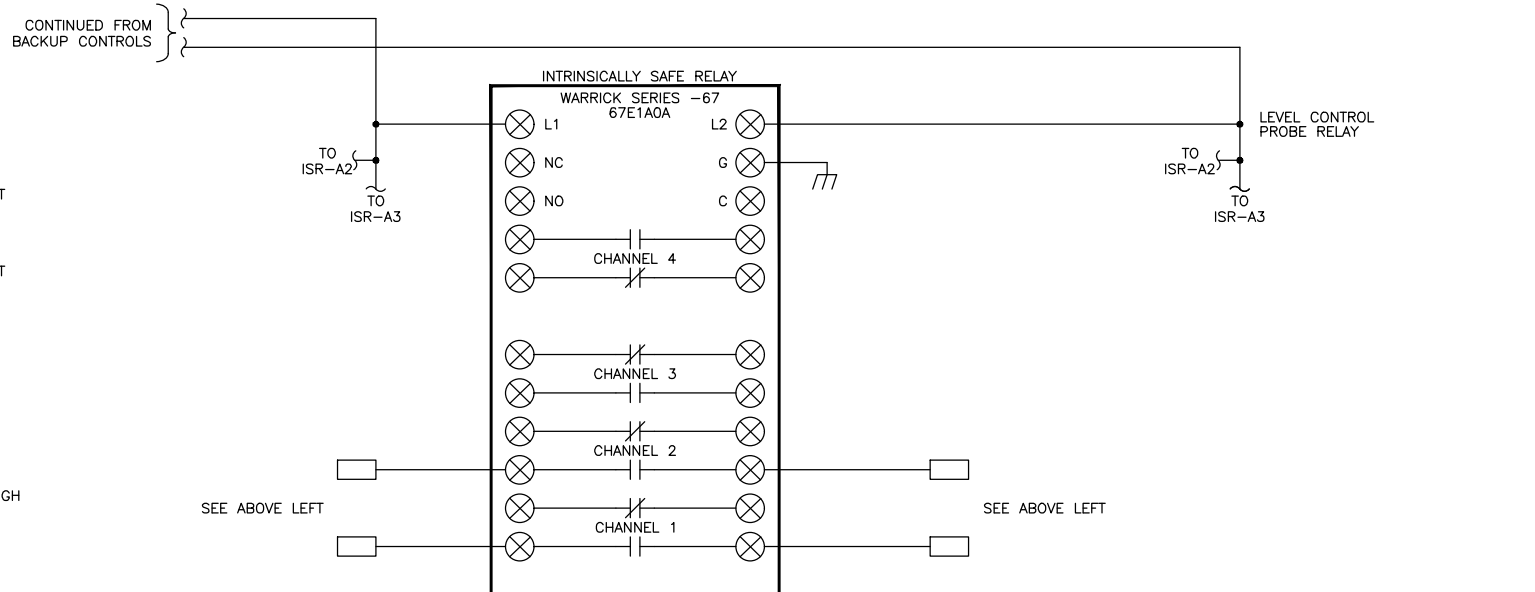 CONTINUED FROM
BACKUP CONTROLS
INTRINSICALLY SAFE RELAY
WARRICK SERIES -67
67E1A0A
L1
L2
LEVEL CONTROL
PROBE RELAY
TO
ISR-A2
NC
G
TO
ISR-A2
TO
ISR-A3
NO
C
TO
ISR-A3
T
CHANNEL 4
T
CHANNEL 3
CHANNEL 2
GH
SEE ABOVE LEFT
SEE ABOVE LEFT
CHANNEL 1